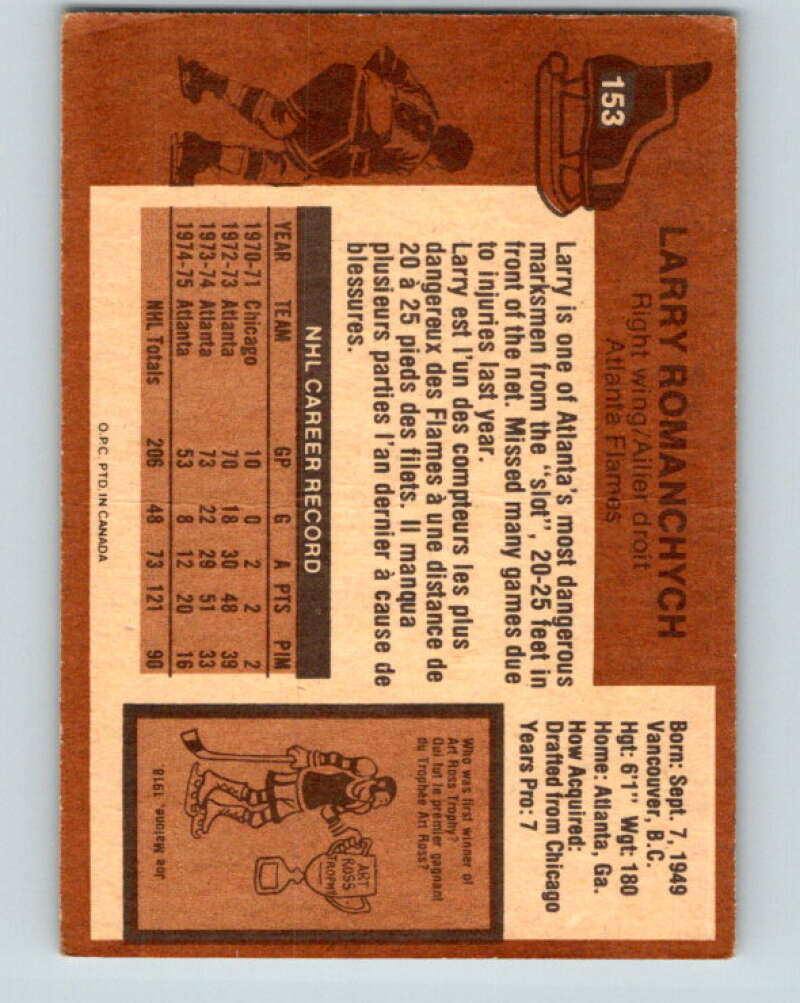 153
LARRY ROMANCHYCH
Right wing/Ailier droit
Atlanta Flames
Larry is one of Atlanta's most dangerous
marksmen from the "slot", 20-25 feet in
front of the net. Missed many games due
to injuries last year.
Larry est l'un des compteurs les plus
dangereux des Flames à une distance de
20 à 25 pieds des filets. Il manqua
plusieurs parties l'an dernier à cause de
blessures.
NHL CAREER RECORD
YEAR TEAM GP G A PTS PIM
1970-71 Chicago 10 0 2 2 2
1972-73 Atlanta 70 18 30 48 39
1973-74 Atlanta 73 22 29 51 33
1974-75 Atlanta 53 8 12 20 16
NHL Totals 206 48 73 121 90
O.P.C. PTD. IN CANADA
Born: Sept. 7, 1949
Vancouver, B.C.
Hgt: 6'1" Wgt: 180
Home: Atlanta, Ga.
How Acquired:
Drafted from Chicago
Years Pro: 7
Who was first winner of
Art Ross Trophy?
Qui fut le premier gagnant
du Trophée Art Ross?
ART
ROSS
TROPHY
Joe Malone,
1918.